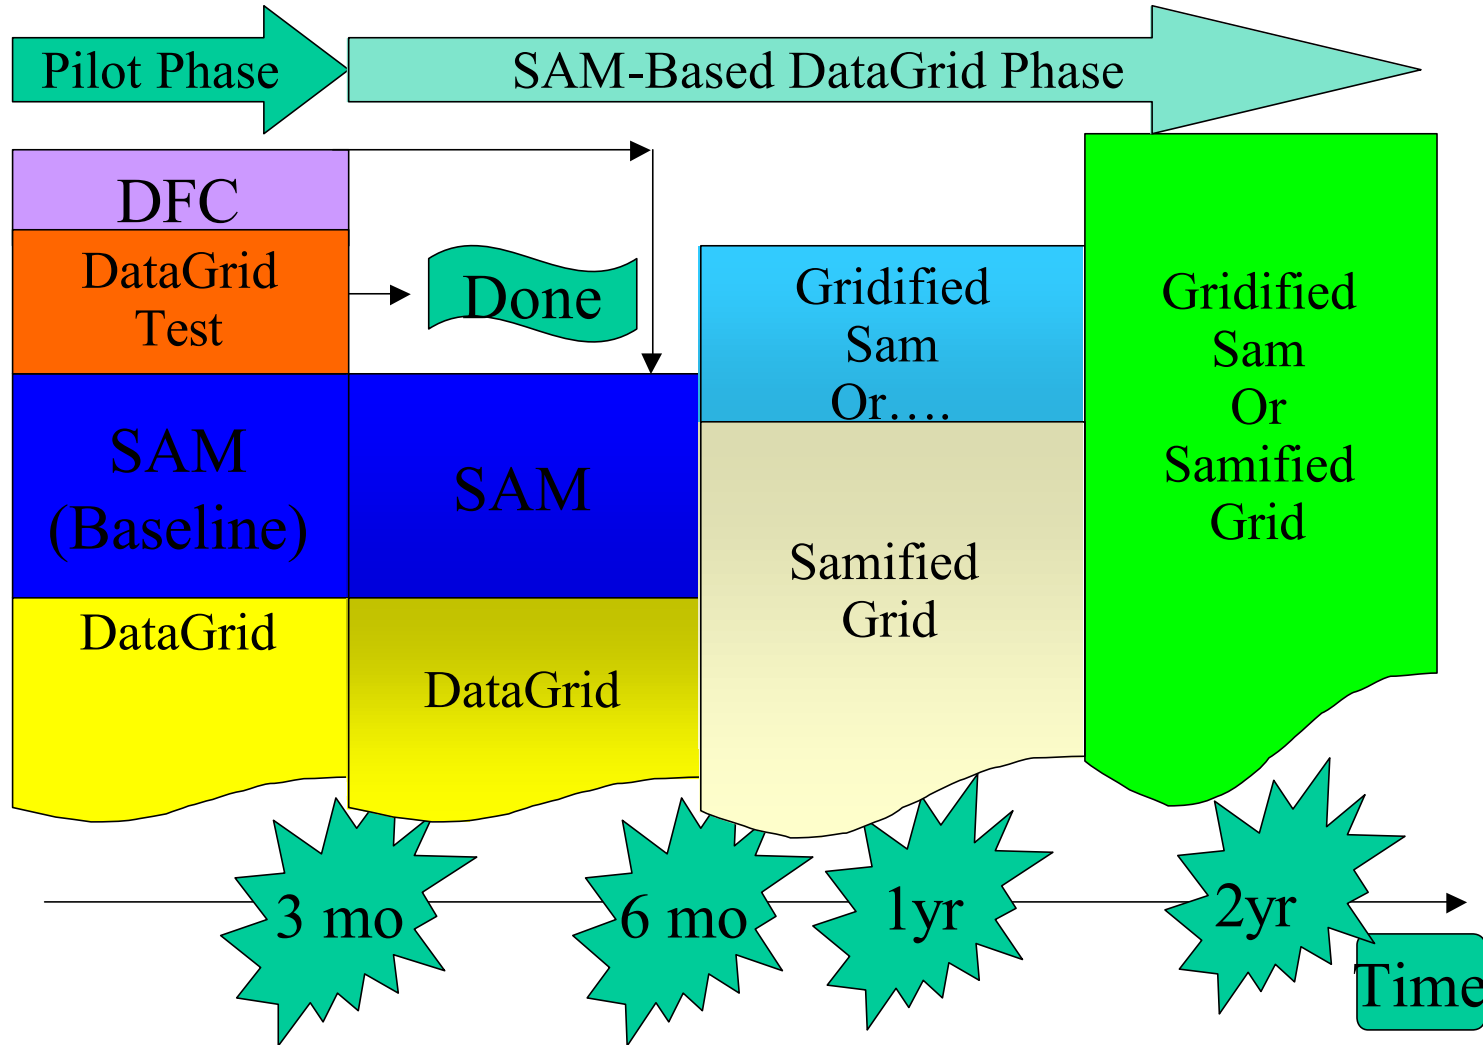 Pilot Phase
SAM-Based DataGrid Phase
DFC
DataGrid
Test
Done
SAM
(Baseline)
SAM
DataGrid
DataGrid
Gridified
Sam
Or….
Samified
Grid
Gridified
Sam
Or
Samified
Grid
3 mo
6 mo
1yr
2yr
Time